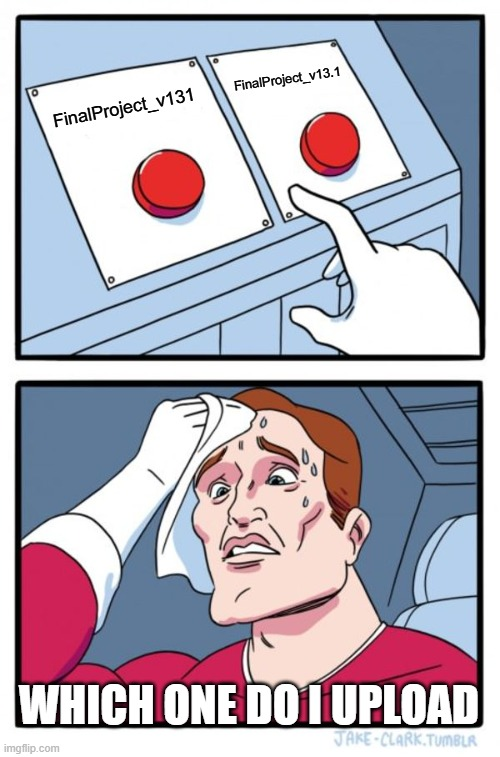 FinalProject_v131
FinalProject_v13.1
WHICH ONE DO I UPLOAD
JAKE-CLARK.TUMBLR
imgflip.com